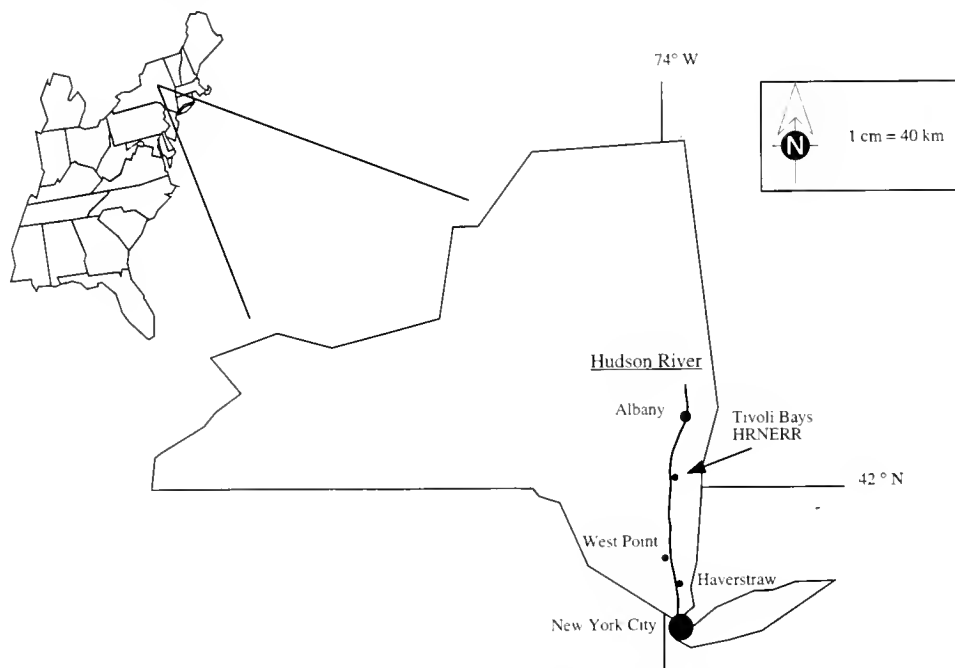 74° W
N
1 cm = 40 km
Hudson River
Albany
Tivoli Bays
HRNERR
42° N
West Point
Haverstraw
New York City